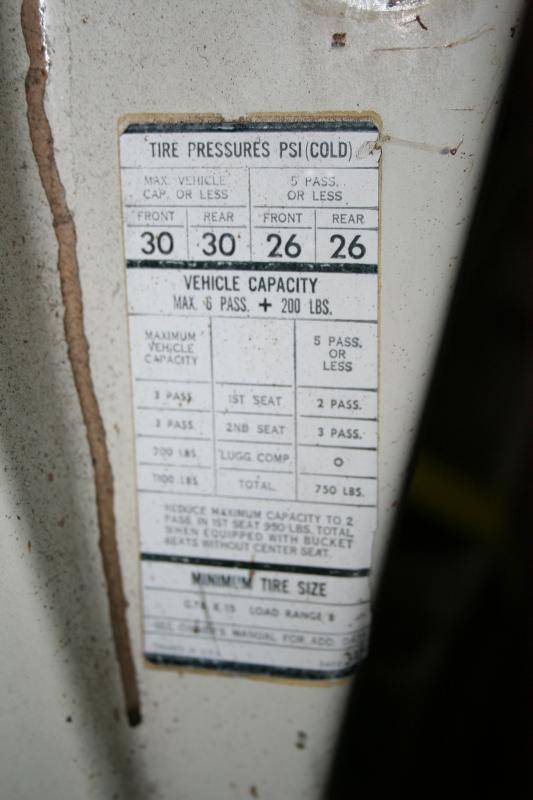 TIRE PRESSURES PSI (COLD)
MAX. VEHICLE CAP. OR LESS
5 PASS. OR LESS
FRONT REAR FRONT REAR
30 30 26 26
VEHICLE CAPACITY
MAX. 6 PASS. + 200 LBS.
MAXIMUM VEHICLE CAPACITY
5 PASS. OR LESS
3 PASS 1ST SEAT 2 PASS.
3 PASS 2ND SEAT 3 PASS.
200 LBS. LUGG COMP. O
1100 LBS. TOTAL 750 LBS.
REDUCE MAXIMUM CAPACITY TO 2
PASS. IN 1ST SEAT 950 LBS. TOTAL
WHEN EQUIPPED WITH BUCKET
SEATS WITHOUT CENTER SEAT.
MINIMUM TIRE SIZE
X 15 LOAD RANGE B
SEE OWNER'S MANUAL FOR ADD.